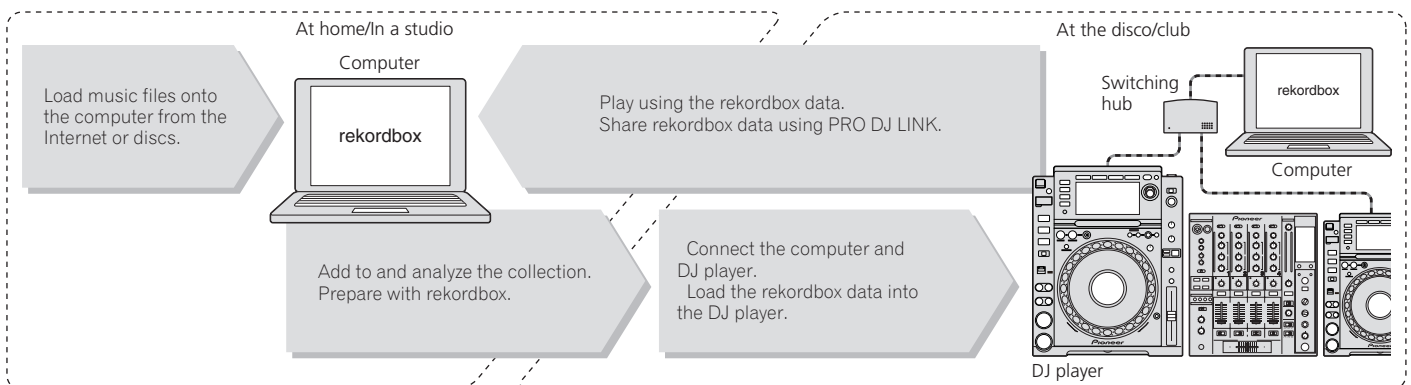 At home/In a studio
At the disco/club
Computer
Load music files onto
the computer from the
Internet or discs.
rekordbox
Play using the rekordbox data.
Share rekordbox data using PRO DJ LINK.
Switching
hub
rekordbox
Computer
Add to and analyze the collection.
Prepare with rekordbox.
Connect the computer and
DJ player.
Load the rekordbox data into
the DJ player.
Pioneer
Pioneer
Pioneer
DJ player